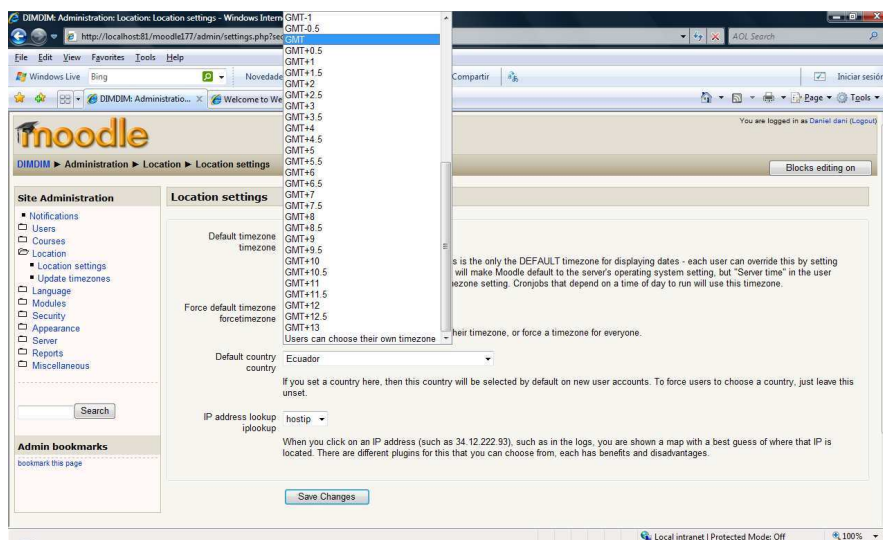 DIMDIM: Administration: Location: Location settings - Windows Intern
http://localhost:81/moodle177/admin/settings.php?se
AOL Search
File Edit View Favorites Tools Help
Windows Live Bing Novedade Compartir Iniciar sesión
DIMDIM: Administratio... X Welcome to We Page Tools
moodle
You are logged in as Daniel dani (Logout)
DIMDIM ► Administration ► Location ► Location settings
Blocks editing on
Site Administration
Notifications
Users
Courses
Location
Location settings
Update timezones
Language
Modules
Security
Appearance
Server
Reports
Miscellaneous
Search
Admin bookmarks
bookmark this page
Location settings
Default timezone
timezone
GMT-1
GMT-0.5
GMT
GMT+0.5
GMT+1
GMT+1.5
GMT+2
GMT+2.5
GMT+3
GMT+3.5
GMT+4
GMT+4.5
GMT+5
GMT+5.5
GMT+6
GMT+6.5
GMT+7
GMT+7.5
GMT+8
GMT+8.5
GMT+9
GMT+9.5
GMT+10
GMT+10.5
GMT+11
GMT+11.5
GMT+12
GMT+12.5
GMT+13
Users can choose their own timezone
s is the only the DEFAULT timezone for displaying dates - each user can override this by setting
will make Moodle default to the server's operating system setting, but "Server time" in the user
ezone setting. Cronjobs that depend on a time of day to run will use this timezone.
Force default timezone
forcetimezone
heir timezone, or force a timezone for everyone.
Default country
country
Ecuador
If you set a country here, then this country will be selected by default on new user accounts. To force users to choose a country, just leave this
unset.
IP address lookup
iplookup
hostip
When you click on an IP address (such as 34.12.222.93), such as in the logs, you are shown a map with a best guess of where that IP is
located. There are different plugins for this that you can choose from, each has benefits and disadvantages.
Save Changes
Local intranet | Protected Mode: Off 100%